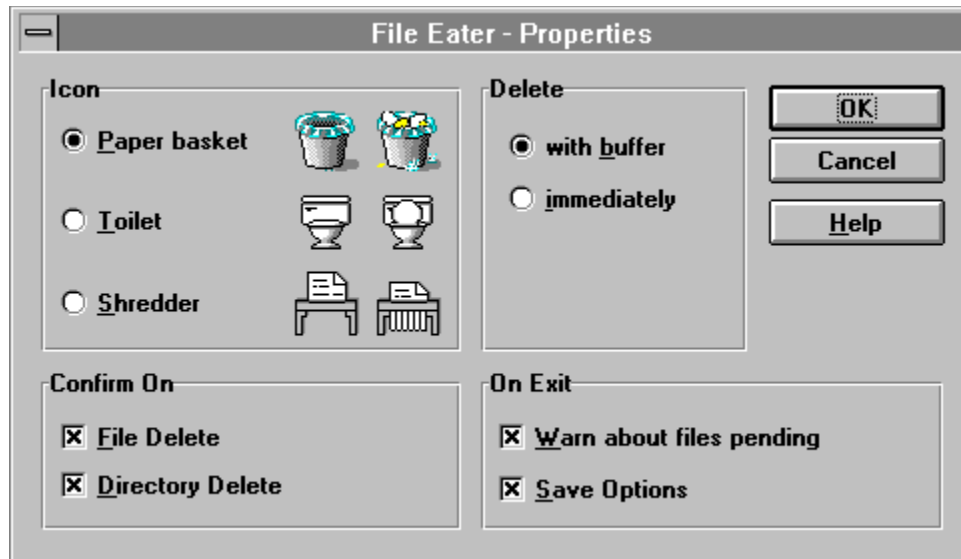 File Eater - Properties
Icon
Paper basket
Toilet
Shredder
Delete
with buffer
immediately
OK
Cancel
Help
Confirm On
File Delete
Directory Delete
On Exit
Warn about files pending
Save Options